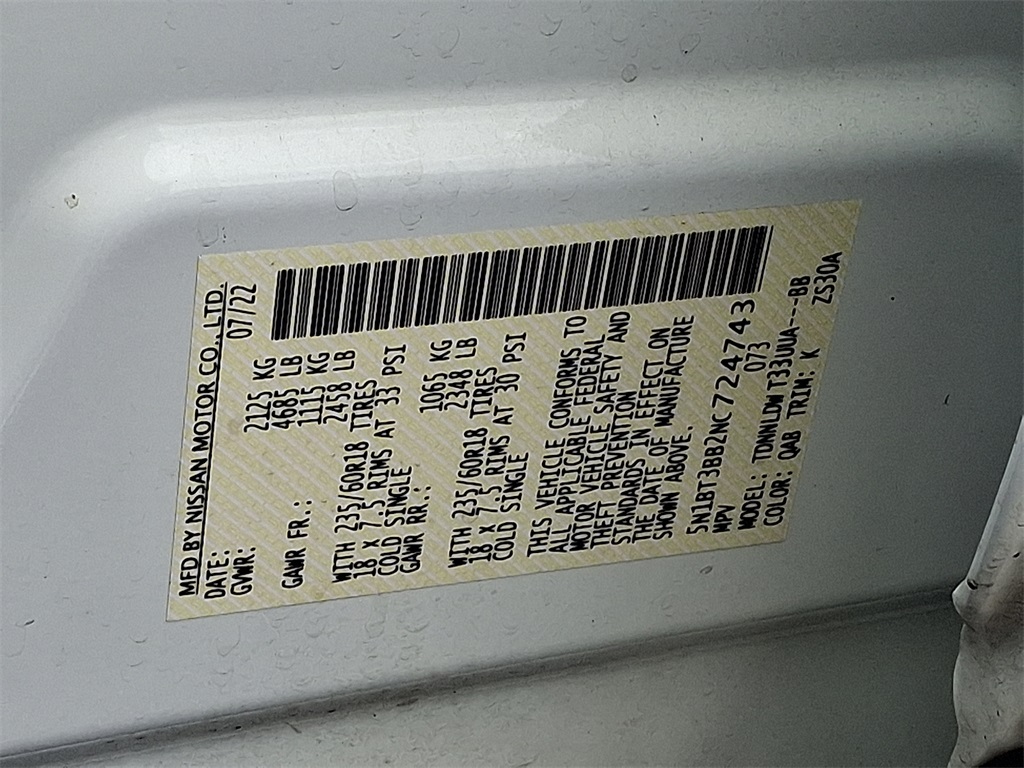 MFD BY NISSAN MOTOR CO., LTD.
DATE: 07/22
GVWR: 2125 KG
4685 LB
GAWR FR.: 1115 KG
2458 LB
WITH 235/60R18 TIRES
18 X 7.5 RIMS AT 33 PSI
COLD SINGLE
GAWR RR.: 1065 KG
2348 LB
WITH 235/60R18 TIRES
18 X 7.5 RIMS AT 30 PSI
COLD SINGLE
THIS VEHICLE CONFORMS TO
ALL APPLICABLE FEDERAL
MOTOR VEHICLE SAFETY AND
THEFT PREVENTION
STANDARDS IN EFFECT ON
THE DATE OF MANUFACTURE
SHOWN ABOVE.
5N1BT3BB2NC724743
MPV 073
MODEL: TDNNLDW T33UUA---BB
COLOR: QAB TRIM: K ZS30A